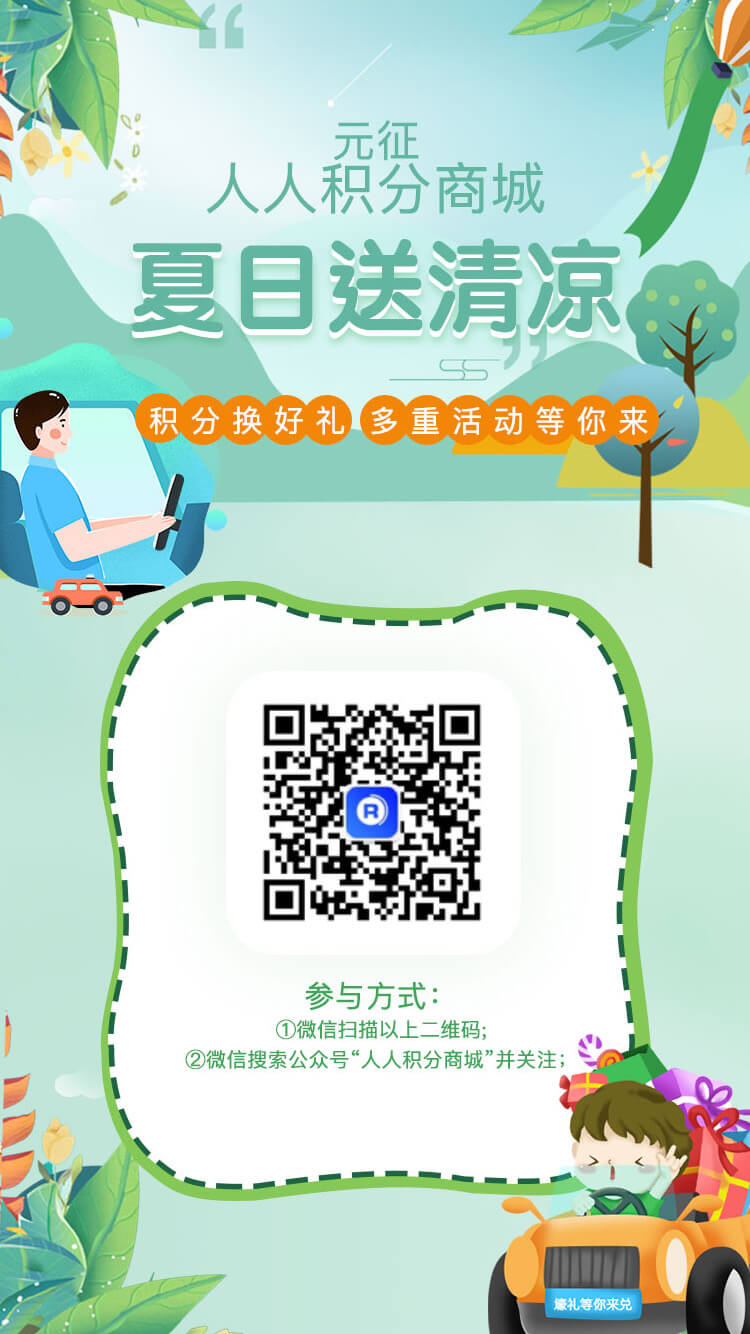 元征
人人积分商城
夏日送清凉
积分换好礼 多重活动等你来
R
参与方式：
①微信扫描以上二维码；
②微信搜索公众号“人人积分商城”并关注；
壕礼等你来兑